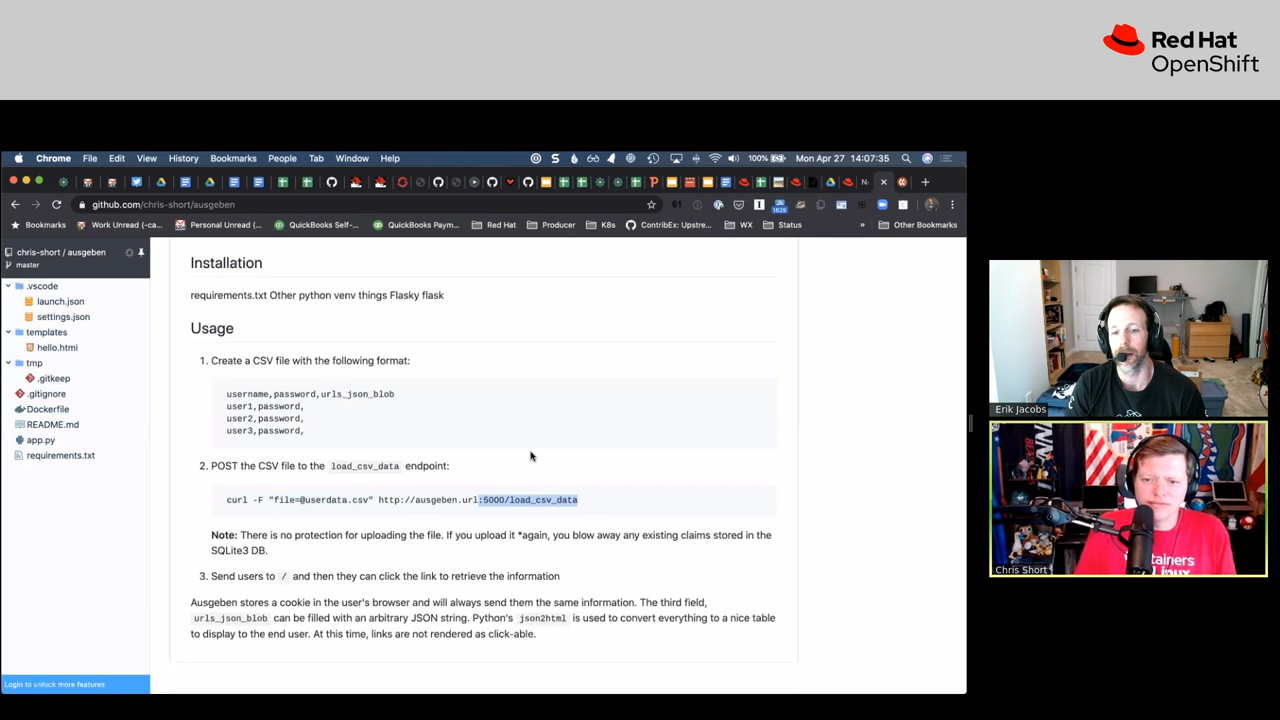 Red Hat
OpenShift
Chrome File Edit View History Bookmarks People Tab Window Help
100% Mon Apr 27 14:07:35
github.com/chris-short/ausgeben
Bookmarks Work Unread (-ca... Personal Unread (... QuickBooks Self-... QuickBooks Paym... Red Hat Producer K8s ContribEx: Upstre... WX Status » Other Bookmarks
chris-short / ausgeben
master
.vscode
launch.json
settings.json
templates
hello.html
tmp
.gitkeep
.gitignore
Dockerfile
README.md
app.py
requirements.txt
Login to unlock more features
Installation
requirements.txt Other python venv things Flasky flask
Usage
1. Create a CSV file with the following format:
username,password,urls_json_blob
user1,password,
user2,password,
user3,password,
2. POST the CSV file to the load_csv_data endpoint:
curl -F "file=@userdata.csv" http://ausgeben.url:5000/load_csv_data
Note: There is no protection for uploading the file. If you upload it *again, you blow away any existing claims stored in the
SQLite3 DB.
3. Send users to / and then they can click the link to retrieve the information
Ausgeben stores a cookie in the user's browser and will always send them the same information. The third field,
urls_json_blob can be filled with an arbitrary JSON string. Python's json2html is used to convert everything to a nice table
to display to the end user. At this time, links are not rendered as click-able.
Erik Jacobs
Chris Short